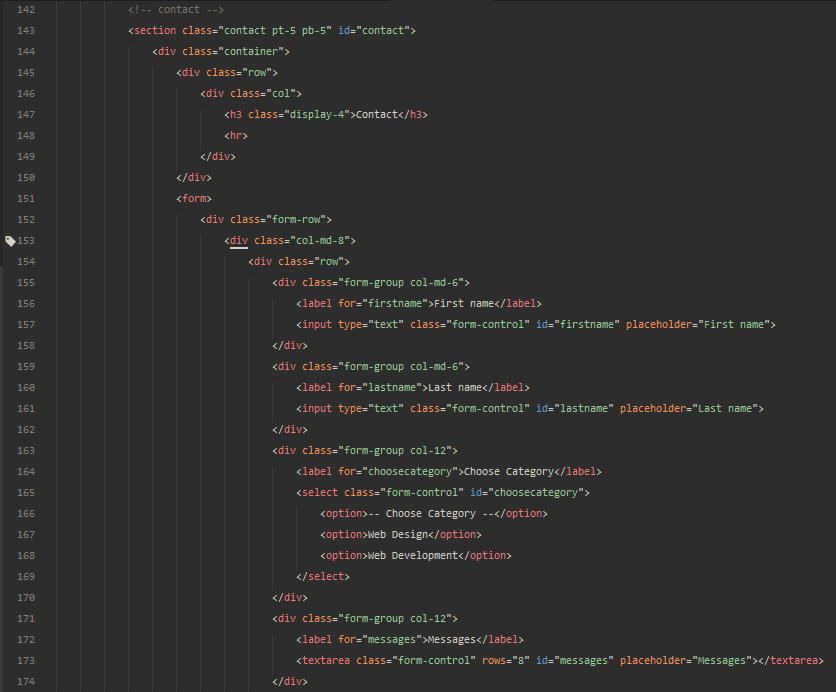 142 <!-- contact -->
143 <section class="contact pt-5 pb-5" id="contact">
144 <div class="container">
145 <div class="row">
146 <div class="col">
147 <h3 class="display-4">Contact</h3>
148 <hr>
149 </div>
150 </div>
151 <form>
152 <div class="form-row">
153 <div class="col-md-8">
154 <div class="row">
155 <div class="form-group col-md-6">
156 <label for="firstname">First name</label>
157 <input type="text" class="form-control" id="firstname" placeholder="First name">
158 </div>
159 <div class="form-group col-md-6">
160 <label for="lastname">Last name</label>
161 <input type="text" class="form-control" id="lastname" placeholder="Last name">
162 </div>
163 <div class="form-group col-12">
164 <label for="choosecategory">Choose Category</label>
165 <select class="form-control" id="choosecategory">
166 <option>-- Choose Category --</option>
167 <option>Web Design</option>
168 <option>Web Development</option>
169 </select>
170 </div>
171 <div class="form-group col-12">
172 <label for="messages">Messages</label>
173 <textarea class="form-control" rows="8" id="messages" placeholder="Messages"></textarea>
174 </div>